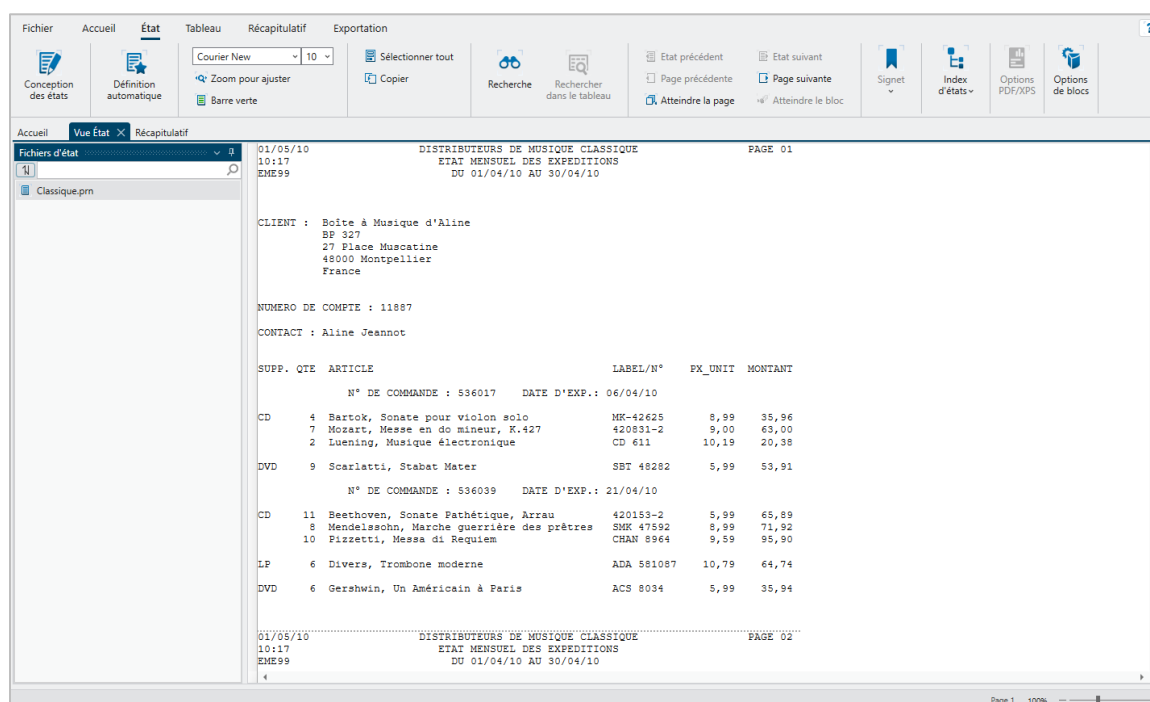 Fichier Accueil État Tableau Récapitulatif Exportation
Conception des états
Définition automatique
Courier New 10
Zoom pour ajuster
Barre verte
Sélectionner tout
Copier
Recherche
Rechercher dans le tableau
Etat précédent Etat suivant
Page précédente Page suivante
Atteindre la page Atteindre le bloc
Signet
Index d'états
Options PDF/XPS
Options de blocs
Accueil Vue État Récapitulatif
Fichiers d'état
Classique.prn
01/05/10 DISTRIBUTEURS DE MUSIQUE CLASSIQUE PAGE 01
10:17 ETAT MENSUEL DES EXPEDITIONS
EME99 DU 01/04/10 AU 30/04/10
CLIENT : Boîte à Musique d'Aline
BP 327
27 Place Muscatine
48000 Montpellier
France
NUMERO DE COMPTE : 11887
CONTACT : Aline Jeannot
SUPP. QTE ARTICLE LABEL/N° PX_UNIT MONTANT
N° DE COMMANDE : 536017 DATE D'EXP.: 06/04/10
CD 4 Bartok, Sonate pour violon solo MK-42625 8,99 35,96
7 Mozart, Messe en do mineur, K.427 420831-2 9,00 63,00
2 Luening, Musique électronique CD 611 10,19 20,38
DVD 9 Scarlatti, Stabat Mater SBT 48282 5,99 53,91
N° DE COMMANDE : 536039 DATE D'EXP.: 21/04/10
CD 11 Beethoven, Sonate Pathétique, Arrau 420153-2 5,99 65,89
8 Mendelssohn, Marche guerrière des prêtres SMK 47592 8,99 71,92
10 Pizzetti, Messa di Requiem CHAN 8964 9,59 95,90
LP 6 Divers, Trombone moderne ADA 581087 10,79 64,74
DVD 6 Gershwin, Un Américain à Paris ACS 8034 5,99 35,94
01/05/10 DISTRIBUTEURS DE MUSIQUE CLASSIQUE PAGE 02
10:17 ETAT MENSUEL DES EXPEDITIONS
EME99 DU 01/04/10 AU 30/04/10
Page 1 100%